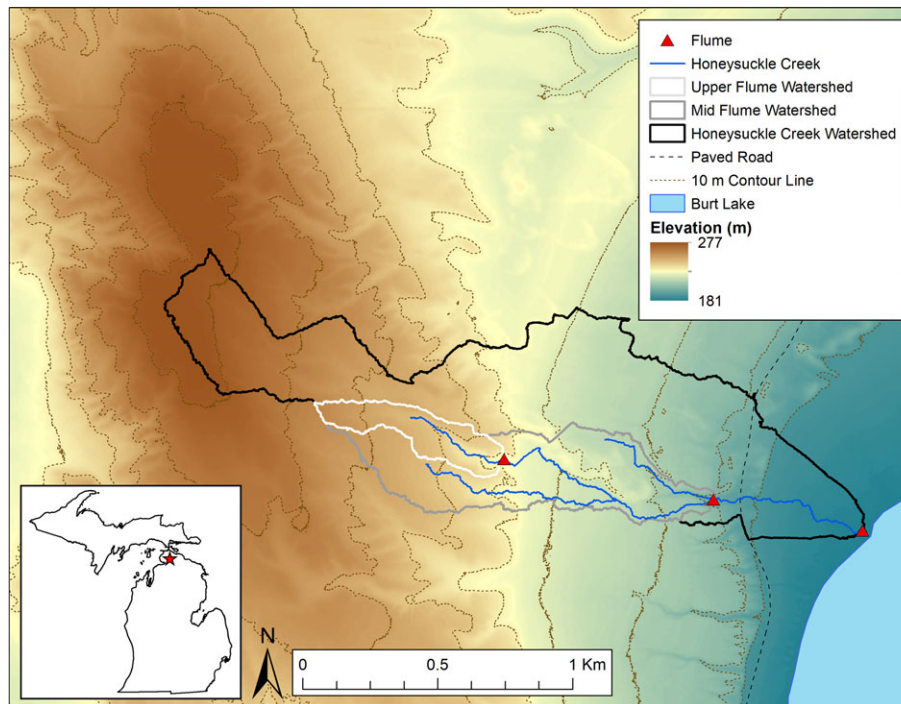 Flume
Honeysuckle Creek
Upper Flume Watershed
Mid Flume Watershed
Honeysuckle Creek Watershed
Paved Road
10 m Contour Line
Burt Lake
Elevation (m)
277
181
N
0 0.5 1 Km